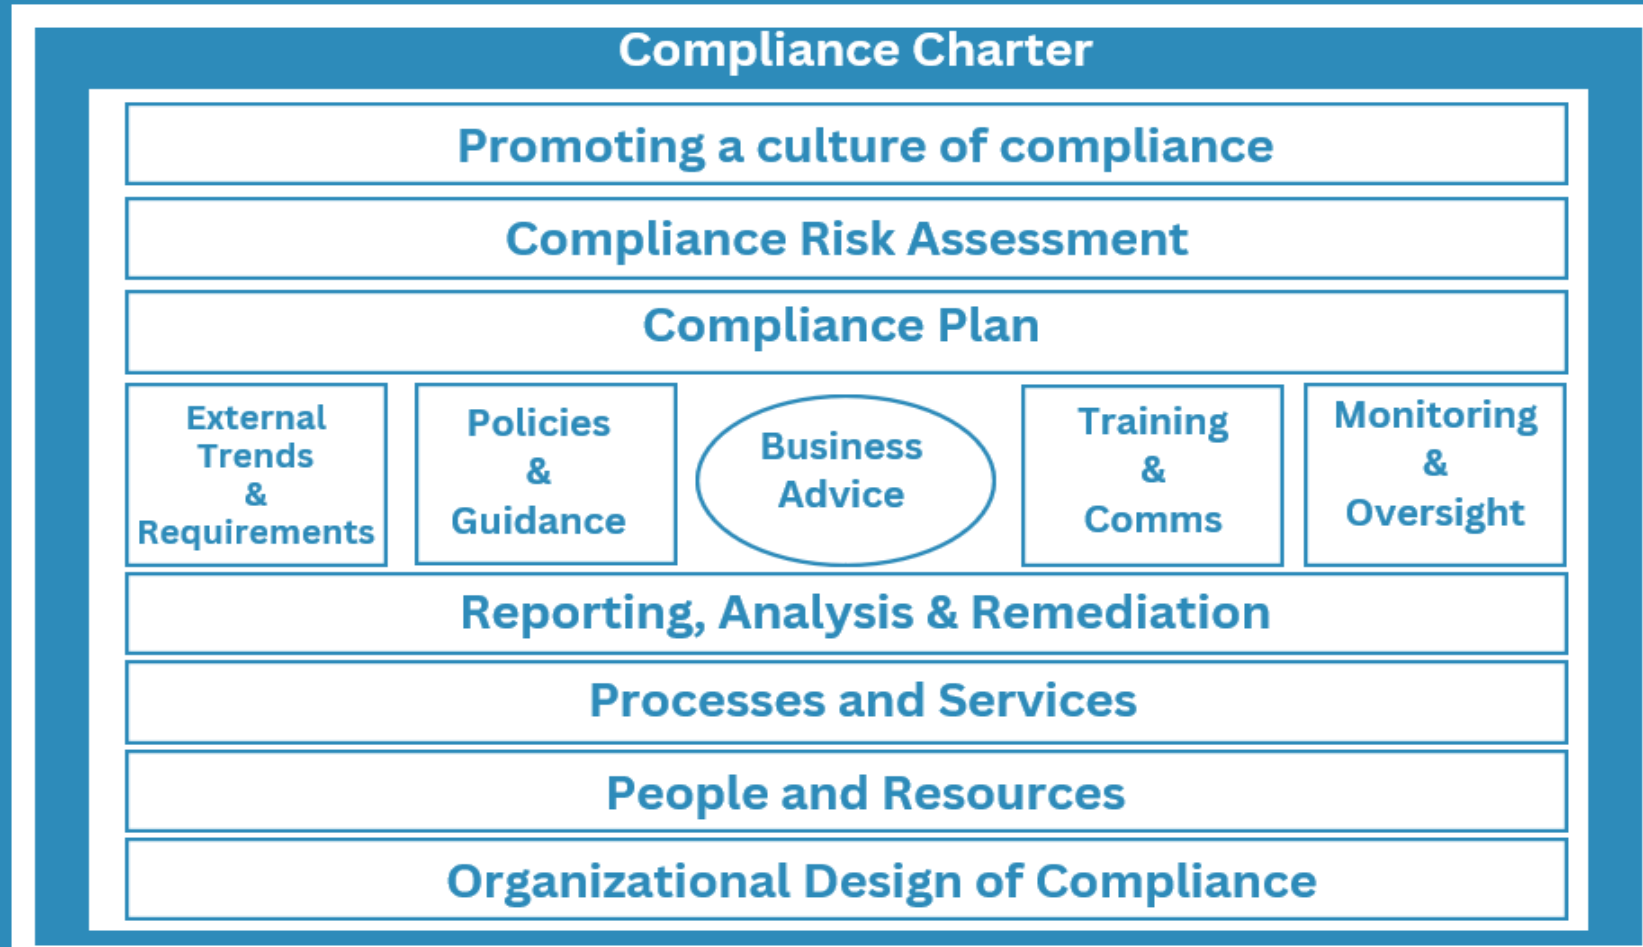 Compliance Charter
Promoting a culture of compliance
Compliance Risk Assessment
Compliance Plan
External
Trends
&
Requirements
Policies
&
Guidance
Business
Advice
Training
&
Comms
Monitoring
&
Oversight
Reporting, Analysis & Remediation
Processes and Services
People and Resources
Organizational Design of Compliance